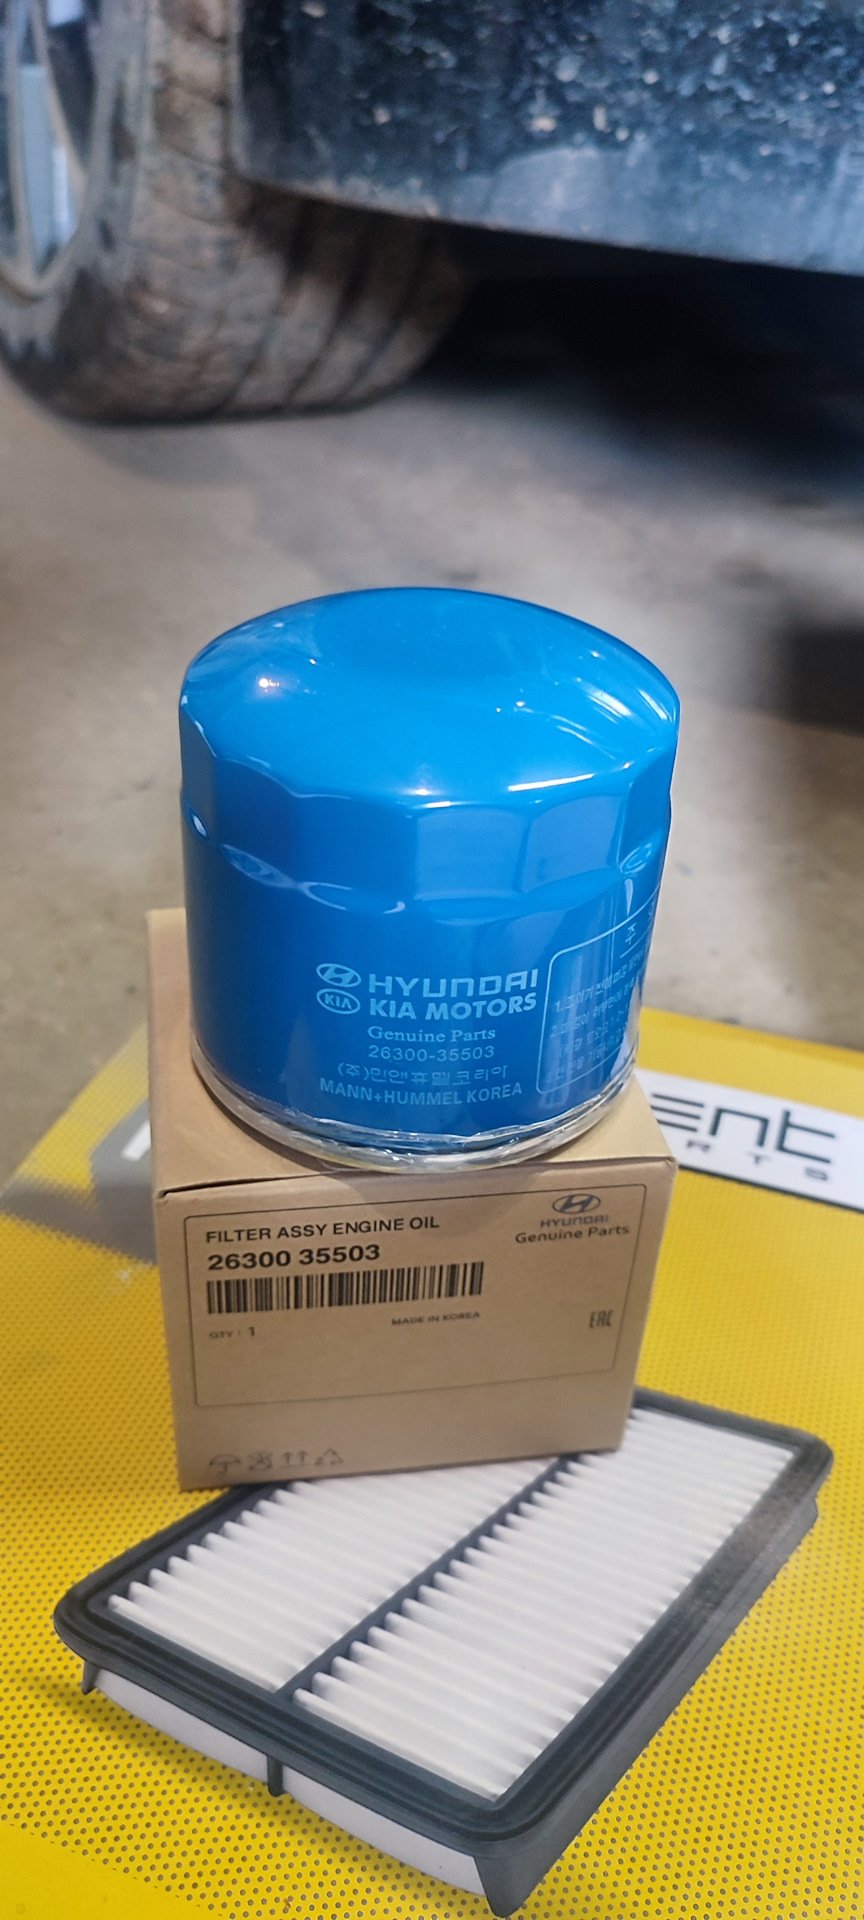 HYUNDAI
KIA KIA MOTORS
Genuine Parts
26300-35503
(주)만앤휴멜코리아
MANN+HUMMEL KOREA
FILTER ASSY ENGINE OIL
26300 35503
QTY : 1
MADE IN KOREA
HYUNDAI
Genuine Parts
EAC